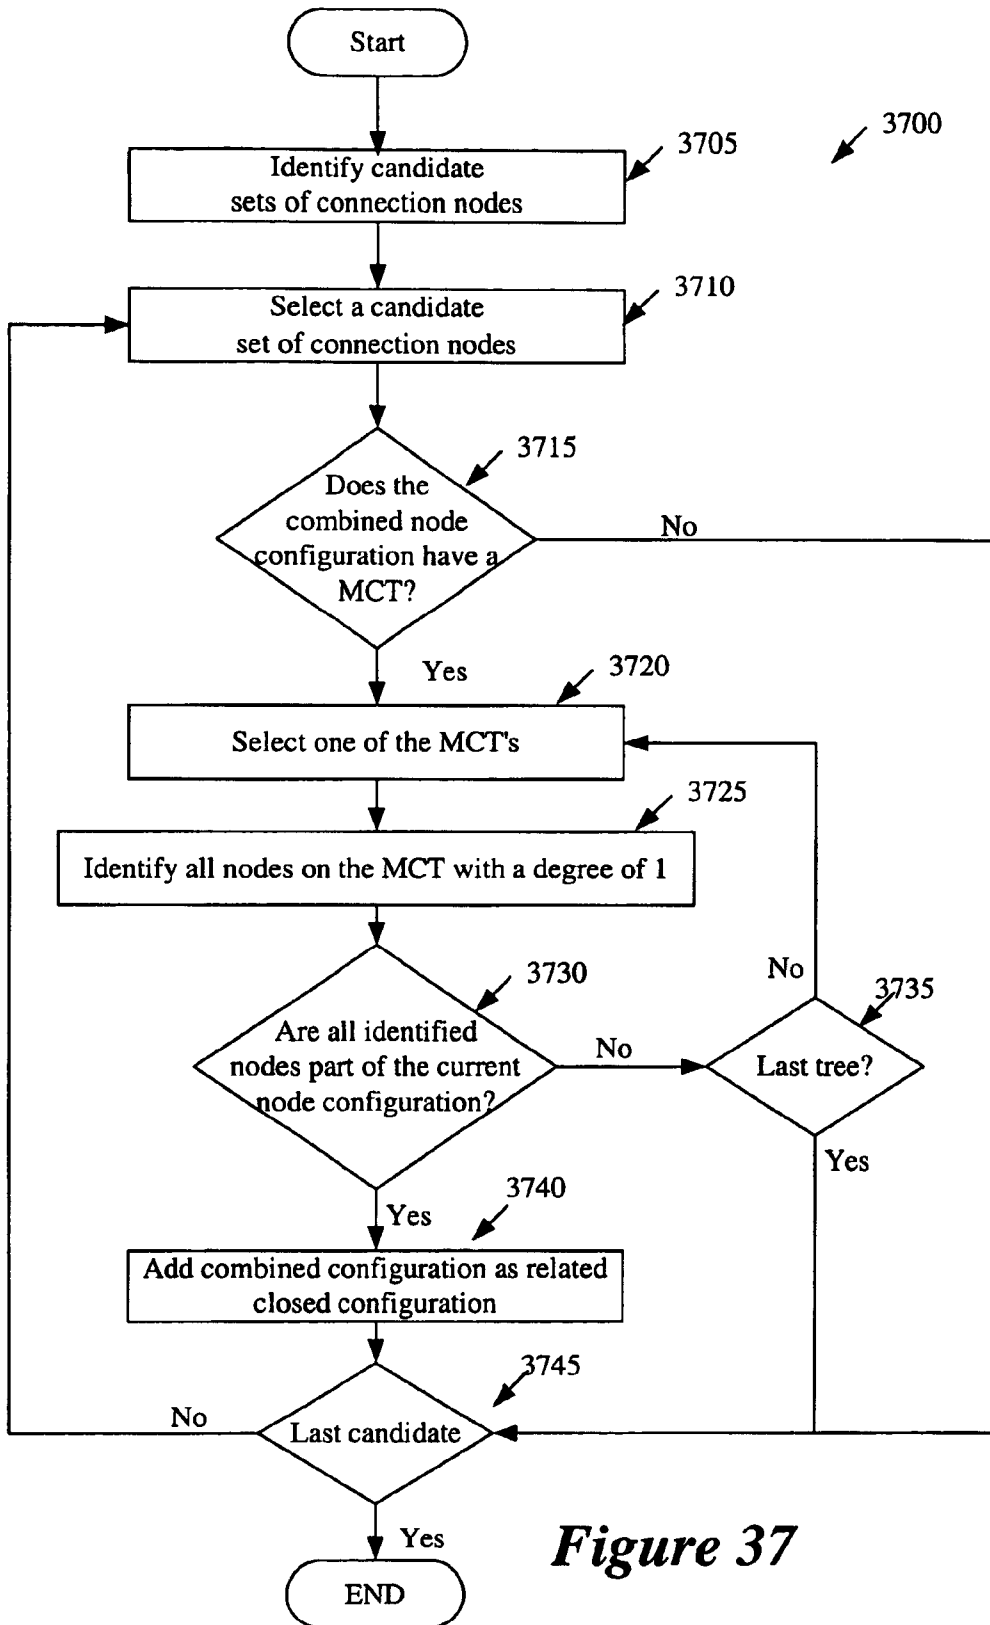 Start
3700
3705
Identify candidate
sets of connection nodes
3710
Select a candidate
set of connection nodes
3715
Does the
combined node
configuration have a
MCT?
No
Yes
3720
Select one of the MCT's
3725
Identify all nodes on the MCT with a degree of 1
3730
Are all identified
nodes part of the current
node configuration?
No
No
3735
Last tree?
Yes
Yes
3740
Add combined configuration as related
closed configuration
3745
Last candidate
No
Yes
END
Figure 37